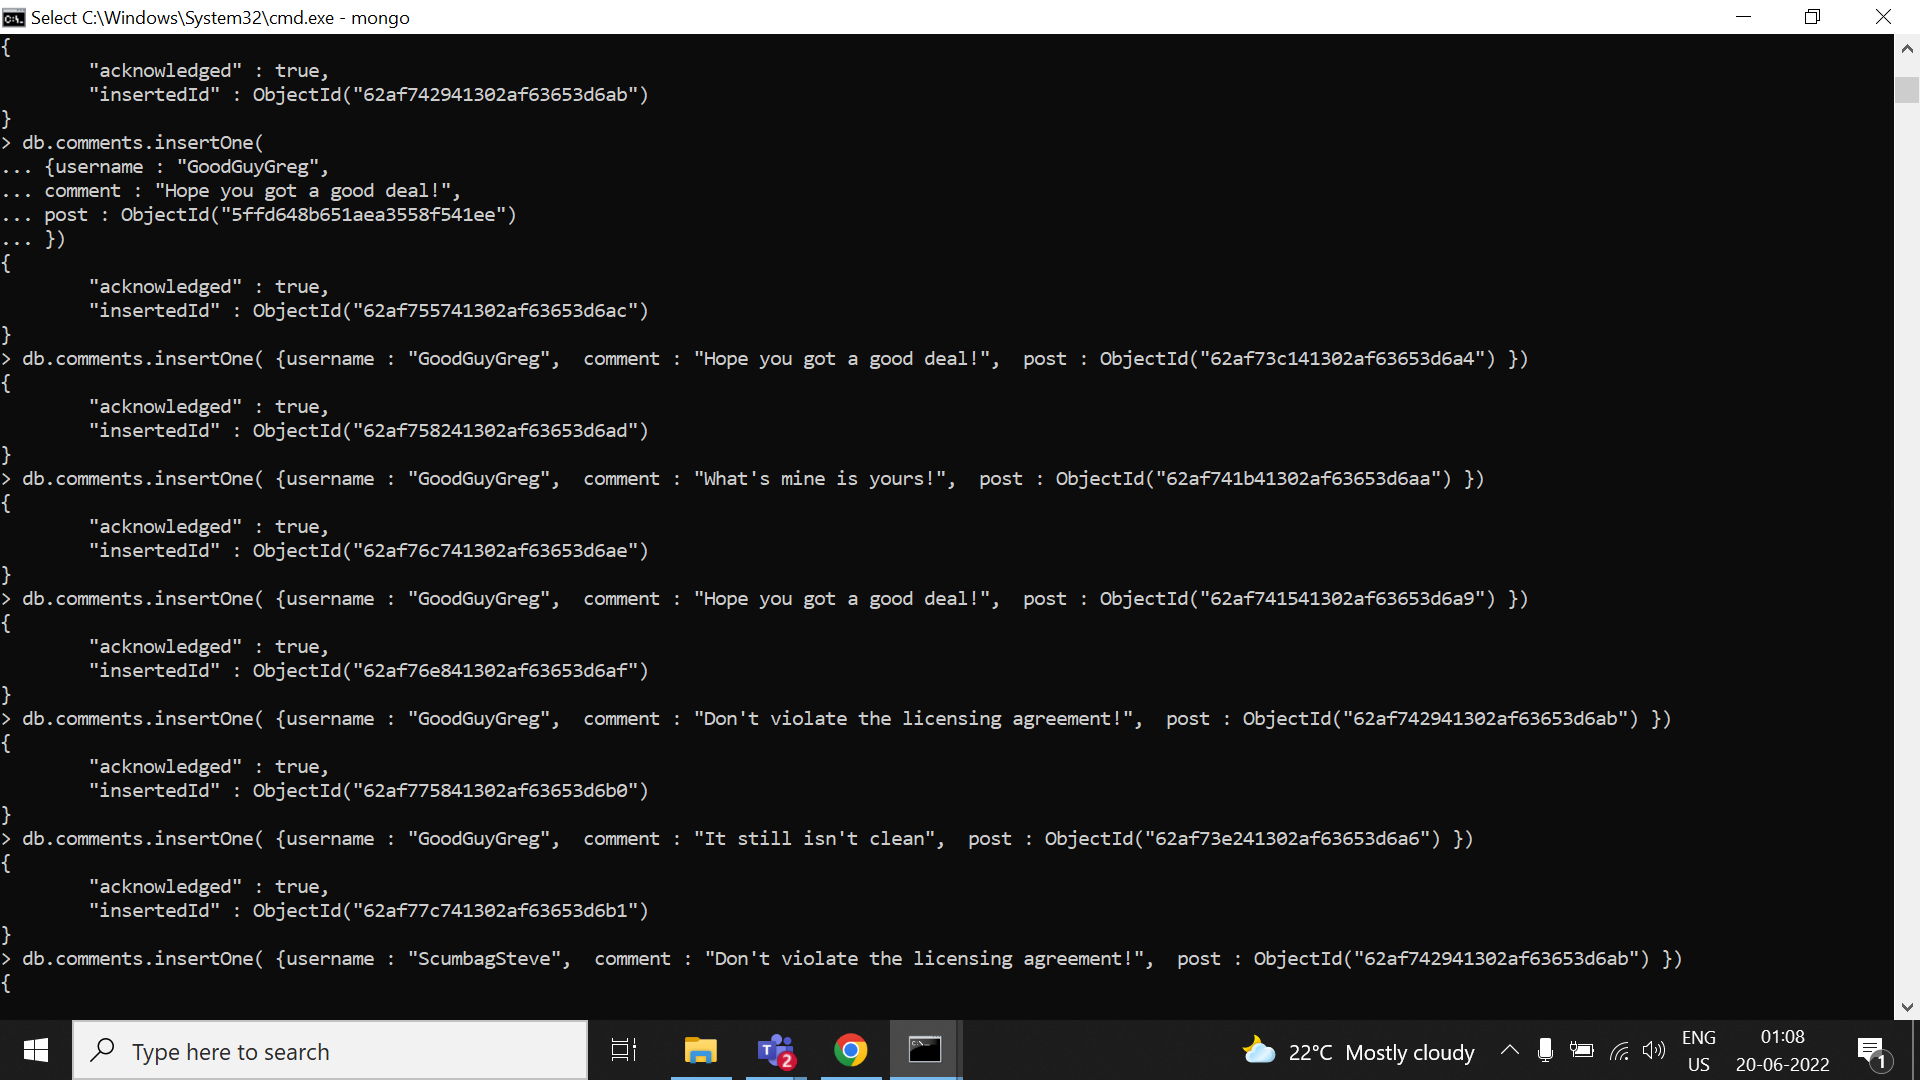 Select C:\Windows\System32\cmd.exe - mongo
{
        "acknowledged" : true,
        "insertedId" : ObjectId("62af742941302af63653d6ab")
}
> db.comments.insertOne(
... {username : "GoodGuyGreg",
... comment : "Hope you got a good deal!",
... post : ObjectId("5ffd648b651aea3558f541ee")
... })
{
        "acknowledged" : true,
        "insertedId" : ObjectId("62af755741302af63653d6ac")
}
> db.comments.insertOne( {username : "GoodGuyGreg",  comment : "Hope you got a good deal!",  post : ObjectId("62af73c141302af63653d6a4") })
{
        "acknowledged" : true,
        "insertedId" : ObjectId("62af758241302af63653d6ad")
}
> db.comments.insertOne( {username : "GoodGuyGreg",  comment : "What's mine is yours!",  post : ObjectId("62af741b41302af63653d6aa") })
{
        "acknowledged" : true,
        "insertedId" : ObjectId("62af76c741302af63653d6ae")
}
> db.comments.insertOne( {username : "GoodGuyGreg",  comment : "Hope you got a good deal!",  post : ObjectId("62af741541302af63653d6a9") })
{
        "acknowledged" : true,
        "insertedId" : ObjectId("62af76e841302af63653d6af")
}
> db.comments.insertOne( {username : "GoodGuyGreg",  comment : "Don't violate the licensing agreement!",  post : ObjectId("62af742941302af63653d6ab") })
{
        "acknowledged" : true,
        "insertedId" : ObjectId("62af775841302af63653d6b0")
}
> db.comments.insertOne( {username : "GoodGuyGreg",  comment : "It still isn't clean",  post : ObjectId("62af73e241302af63653d6a6") })
{
        "acknowledged" : true,
        "insertedId" : ObjectId("62af77c741302af63653d6b1")
}
> db.comments.insertOne( {username : "ScumbagSteve",  comment : "Don't violate the licensing agreement!",  post : ObjectId("62af742941302af63653d6ab") })
{
Type here to search
T 2
22°C Mostly cloudy
ENG
US
01:08
20-06-2022
1